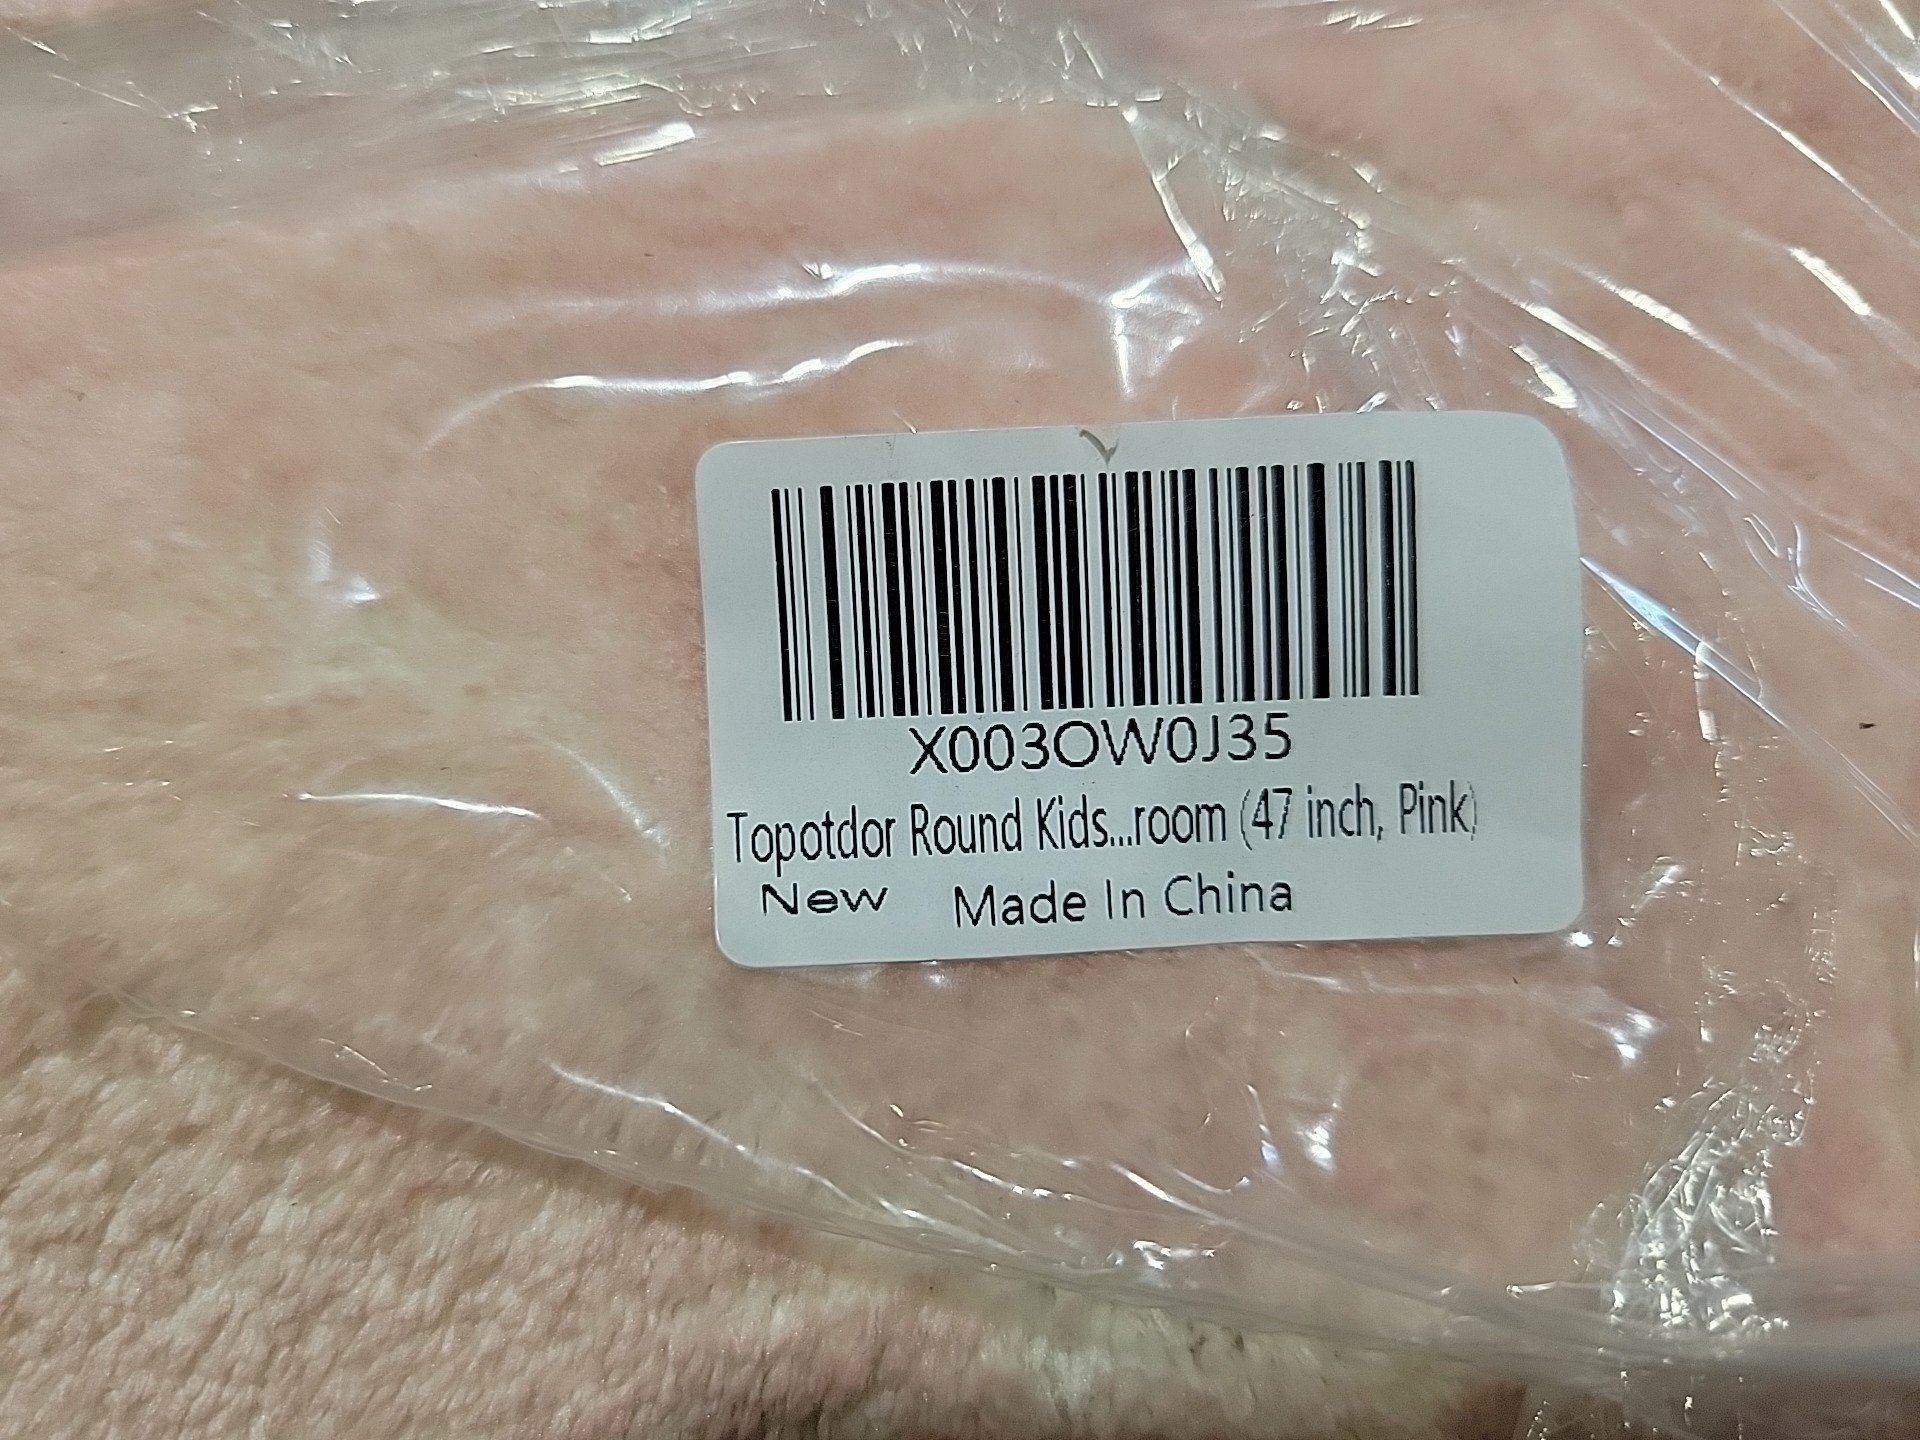 X003OW0J35
Topotdor Round Kids...room (47 inch, Pink)
New Made In China